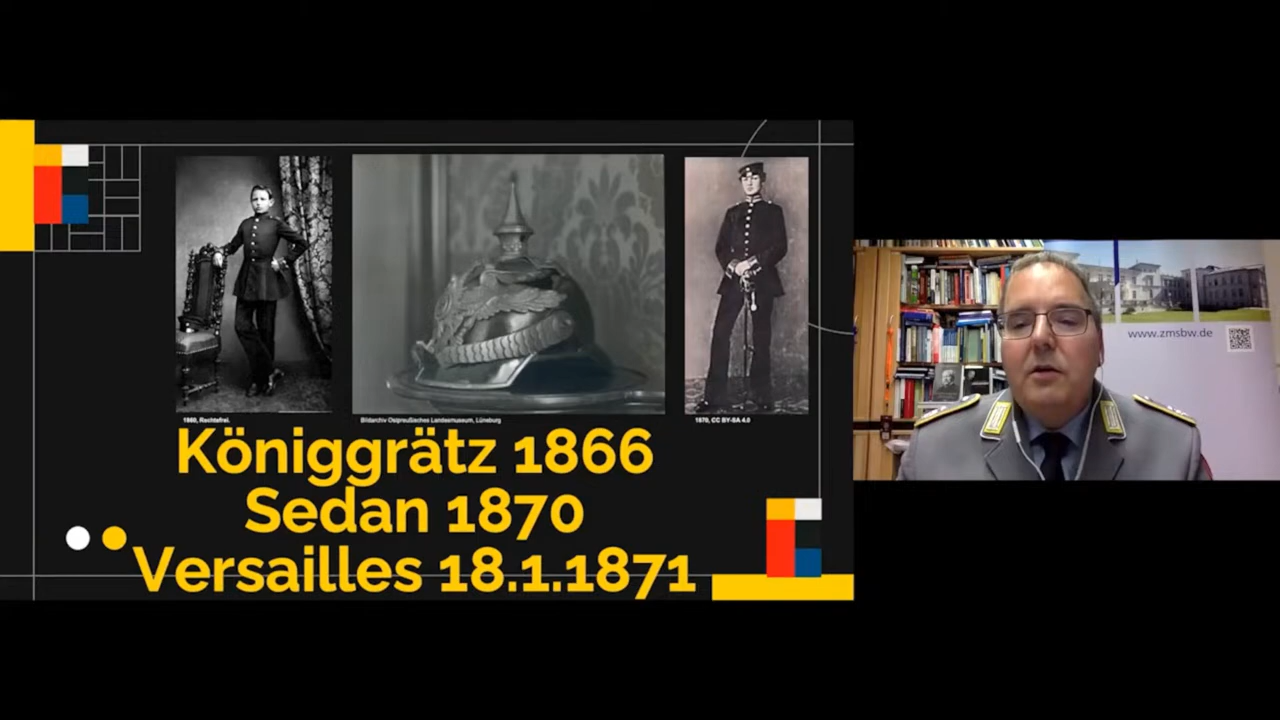 1860, Rechtefrei.
Bildarchiv Ostpreußisches Landesmuseum, Lüneburg
1870, CC BY-SA 4.0
Königgrätz 1866
Sedan 1870
Versailles 18.1.1871
www.zmsbw.de